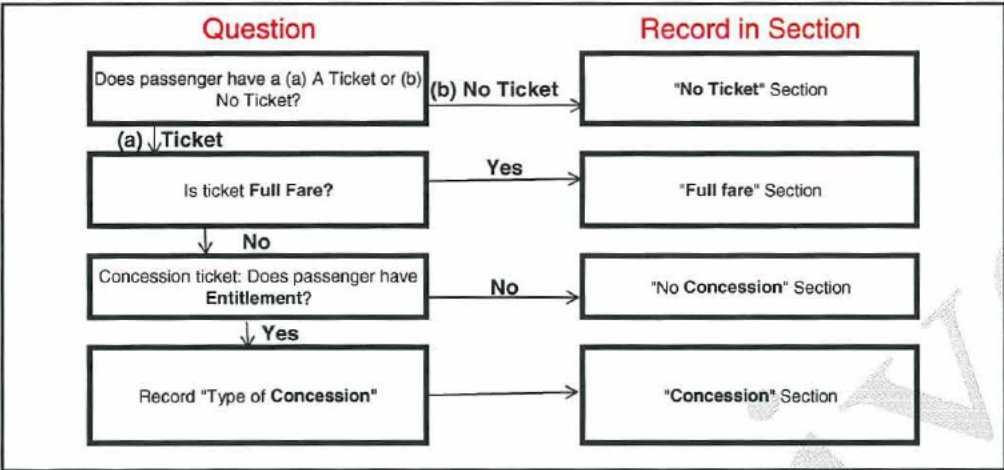 Question
Record in Section
Does passenger have a (a) A Ticket or (b)
No Ticket?
(b) No Ticket
"No Ticket" Section
(a) Ticket
Is ticket Full Fare?
Yes
"Full fare" Section
No
Concession ticket: Does passenger have
Entitlement?
No
"No Concession" Section
Yes
Record "Type of Concession"
"Concession" Section